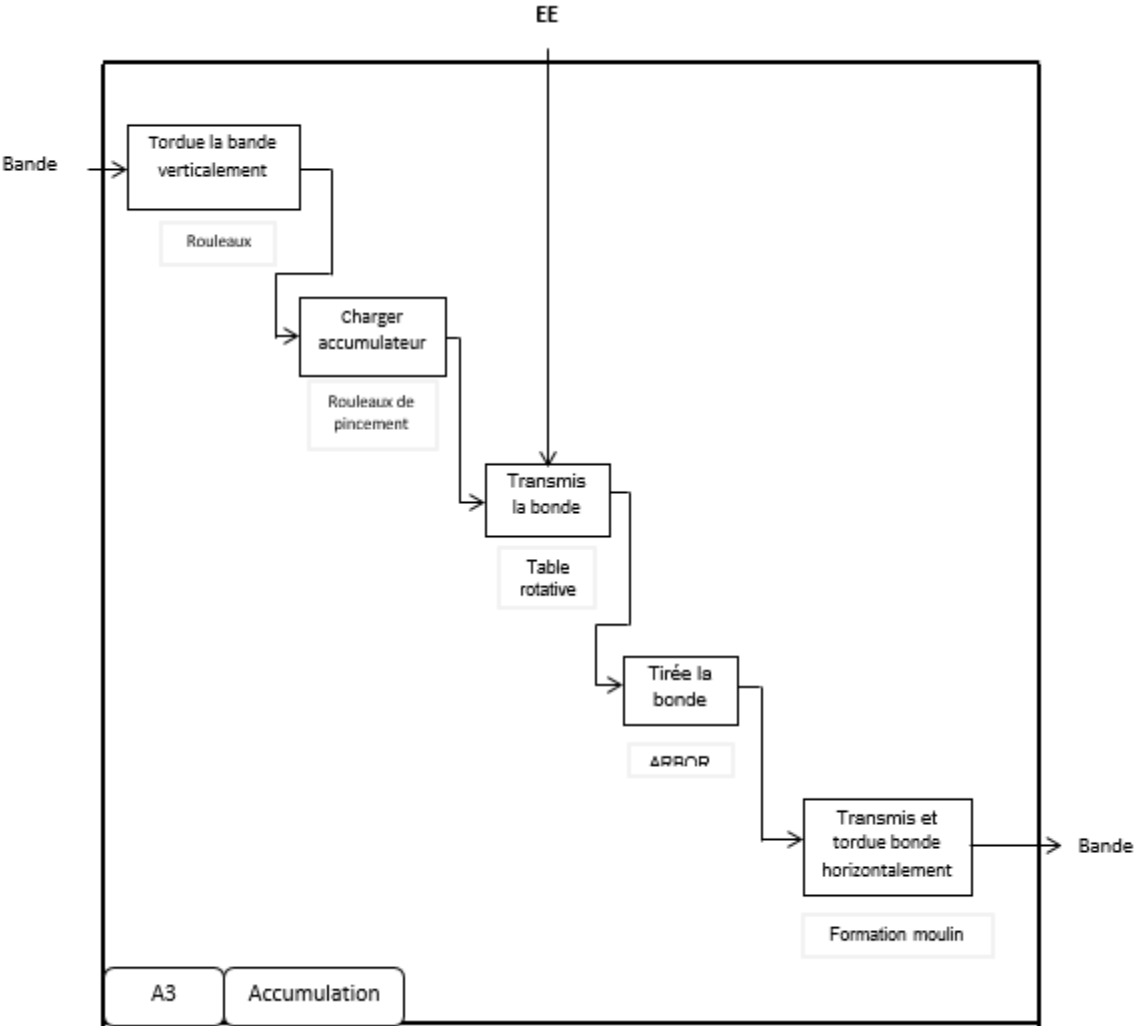 EE
Bande
Tordue la bande
verticalement
Rouleaux
Charger
accumulateur
Rouleaux de
pincement
Transmis
la bonde
Table
rotative
Tirée la
bonde
ARBOR
Transmis et
tordue bonde
horizontalement
Bande
Formation moulin
A3
Accumulation